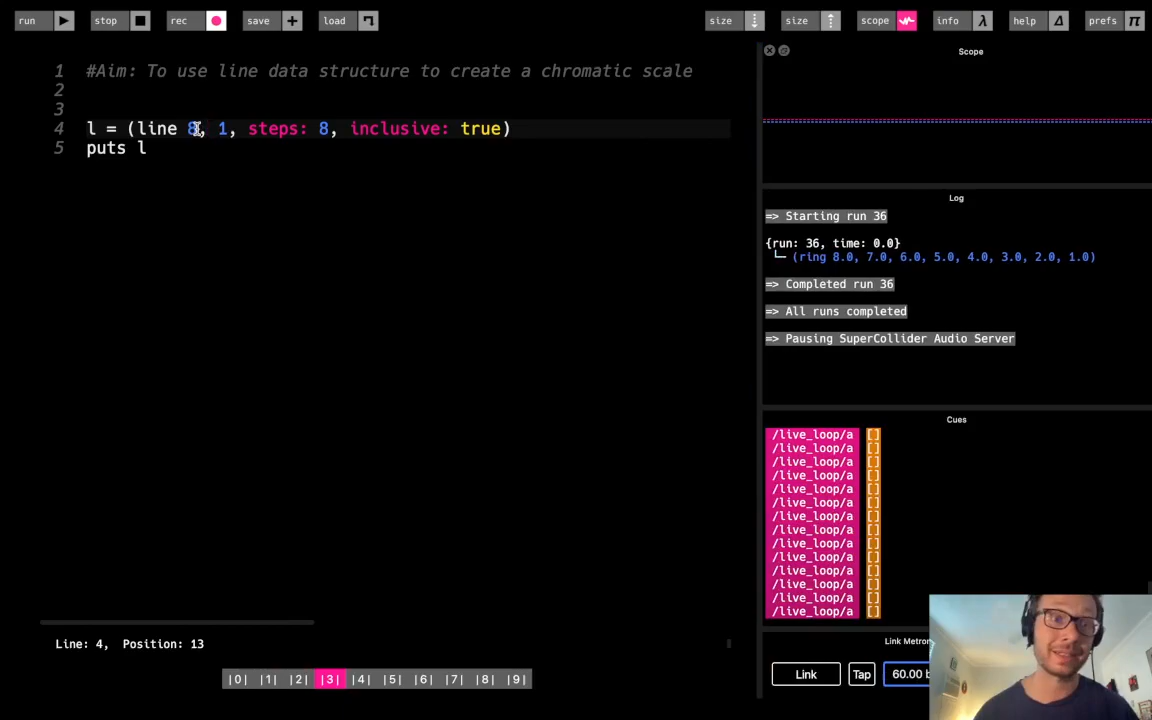 run stop rec save load size size scope info help prefs
Scope
1 #Aim: To use line data structure to create a chromatic scale
2
3
4 l = (line 8, 1, steps: 8, inclusive: true)
5 puts l
Log
=> Starting run 36
{run: 36, time: 0.0}
└─ (ring 8.0, 7.0, 6.0, 5.0, 4.0, 3.0, 2.0, 1.0)
=> Completed run 36
=> All runs completed
=> Pausing SuperCollider Audio Server
Cues
/live_loop/a []
/live_loop/a []
/live_loop/a []
/live_loop/a []
/live_loop/a []
/live_loop/a []
/live_loop/a []
/live_loop/a []
/live_loop/a []
/live_loop/a []
/live_loop/a []
/live_loop/a []
/live_loop/a []
/live_loop/a []
Line: 4, Position: 13
Link Metron
Link Tap 60.00 b
|0| |1| |2| |3| |4| |5| |6| |7| |8| |9|